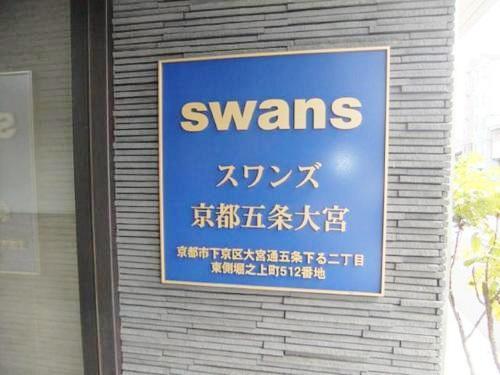 swans
スワンズ
京都五条大宮
京都市下京区大宮通五条下る二丁目
東側堀之上町512番地